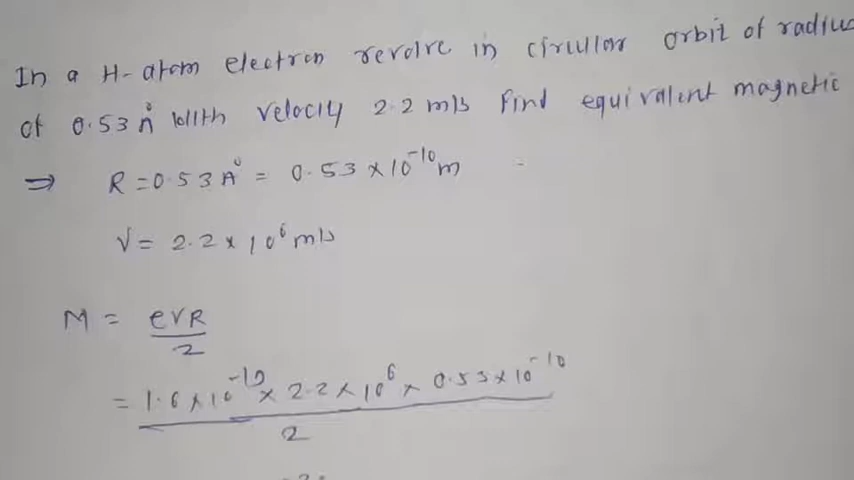 In a H-atom electron revolve in circular orbit of radius
of 0.53 A° with velocity 2.2 m/s Find equivalent magnetic
⇒ R = 0.53 A° = 0.53 × 10⁻¹⁰ m
V = 2.2 × 10⁶ m/s
M = eVR / 2
= 1.6 × 10⁻¹⁹ × 2.2 × 10⁶ × 0.53 × 10⁻¹⁰
2